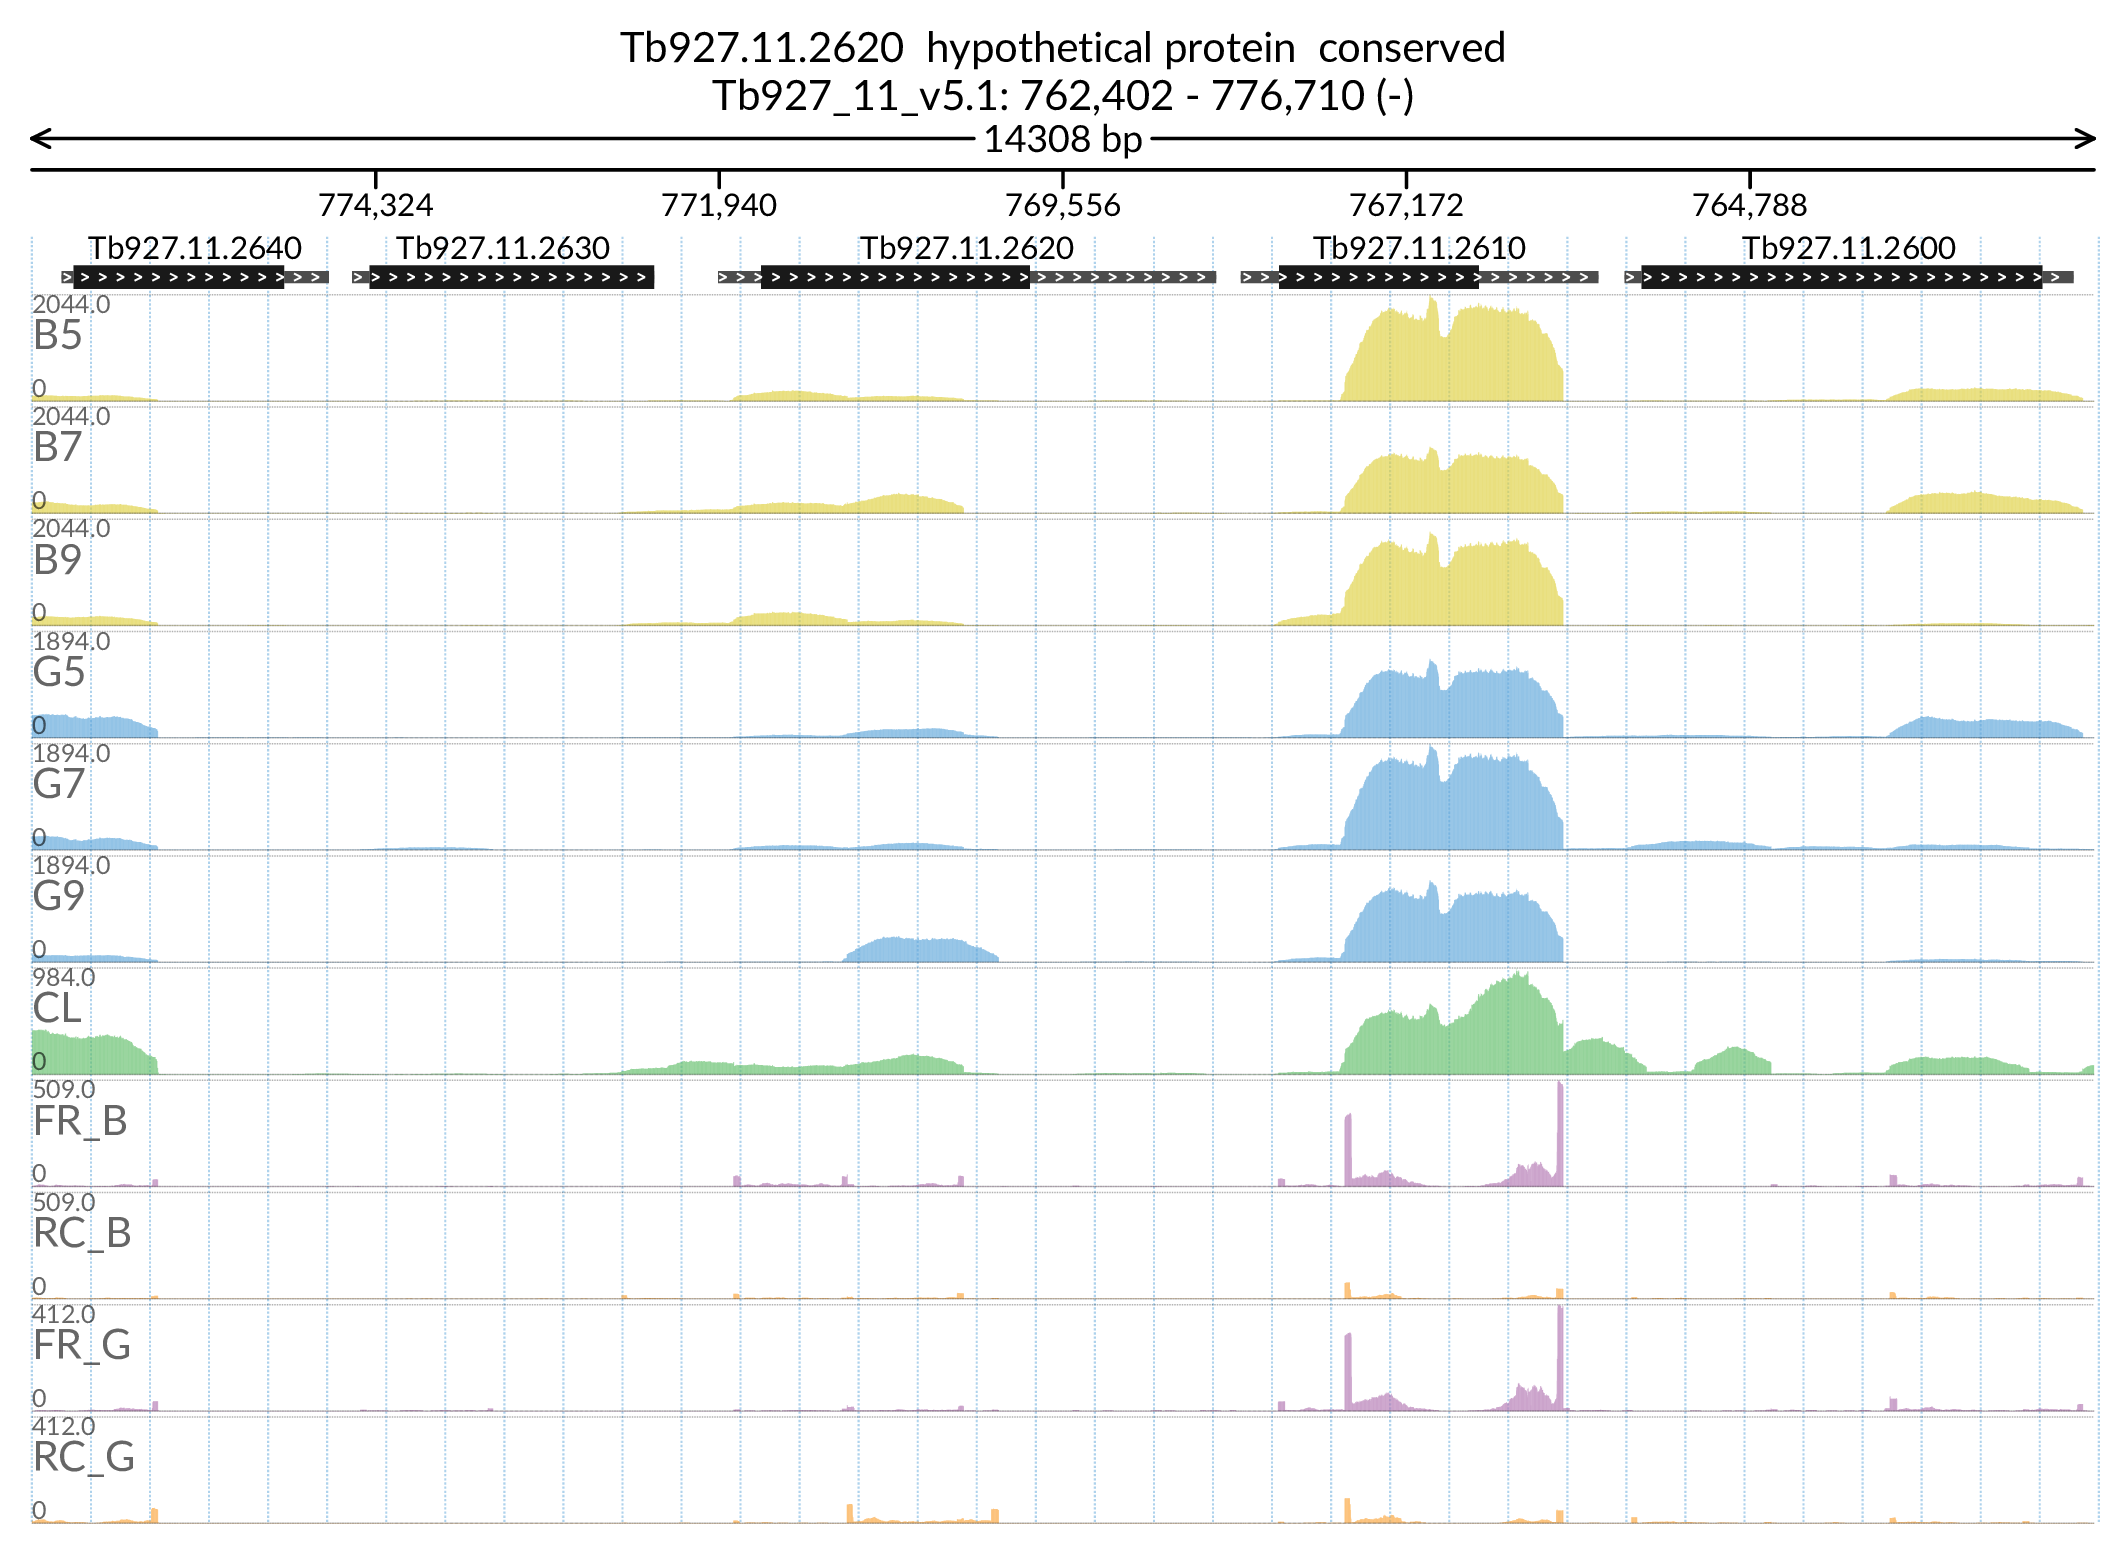 Tb927.11.2620  hypothetical protein  conserved
Tb927_11_v5.1: 762,402 - 776,710 (-)
14308 bp
774,324 771,940 769,556 767,172 764,788
Tb927.11.2640 Tb927.11.2630 Tb927.11.2620 Tb927.11.2610 Tb927.11.2600
2044.0
B5
0
2044.0
B7
0
2044.0
B9
0
1894.0
G5
0
1894.0
G7
0
1894.0
G9
0
984.0
CL
0
509.0
FR_B
0
509.0
RC_B
0
412.0
FR_G
0
412.0
RC_G
0